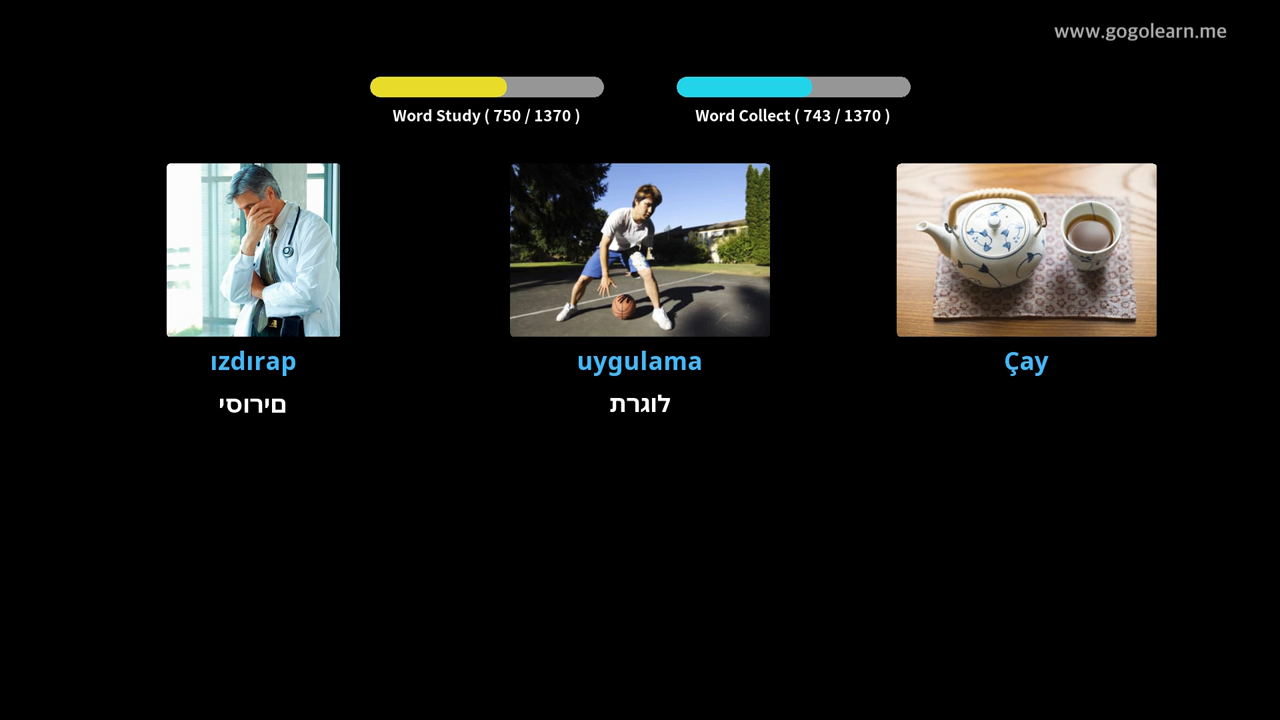 www.gogolearn.me
Word Study ( 750 / 1370 )
Word Collect ( 743 / 1370 )
ızdırap
םירוסי
uygulama
לוגרת
Çay